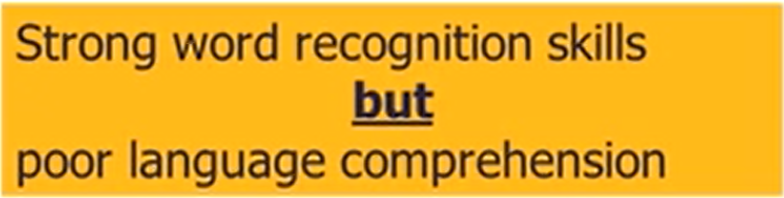 Strong word recognition skills
but
poor language comprehension